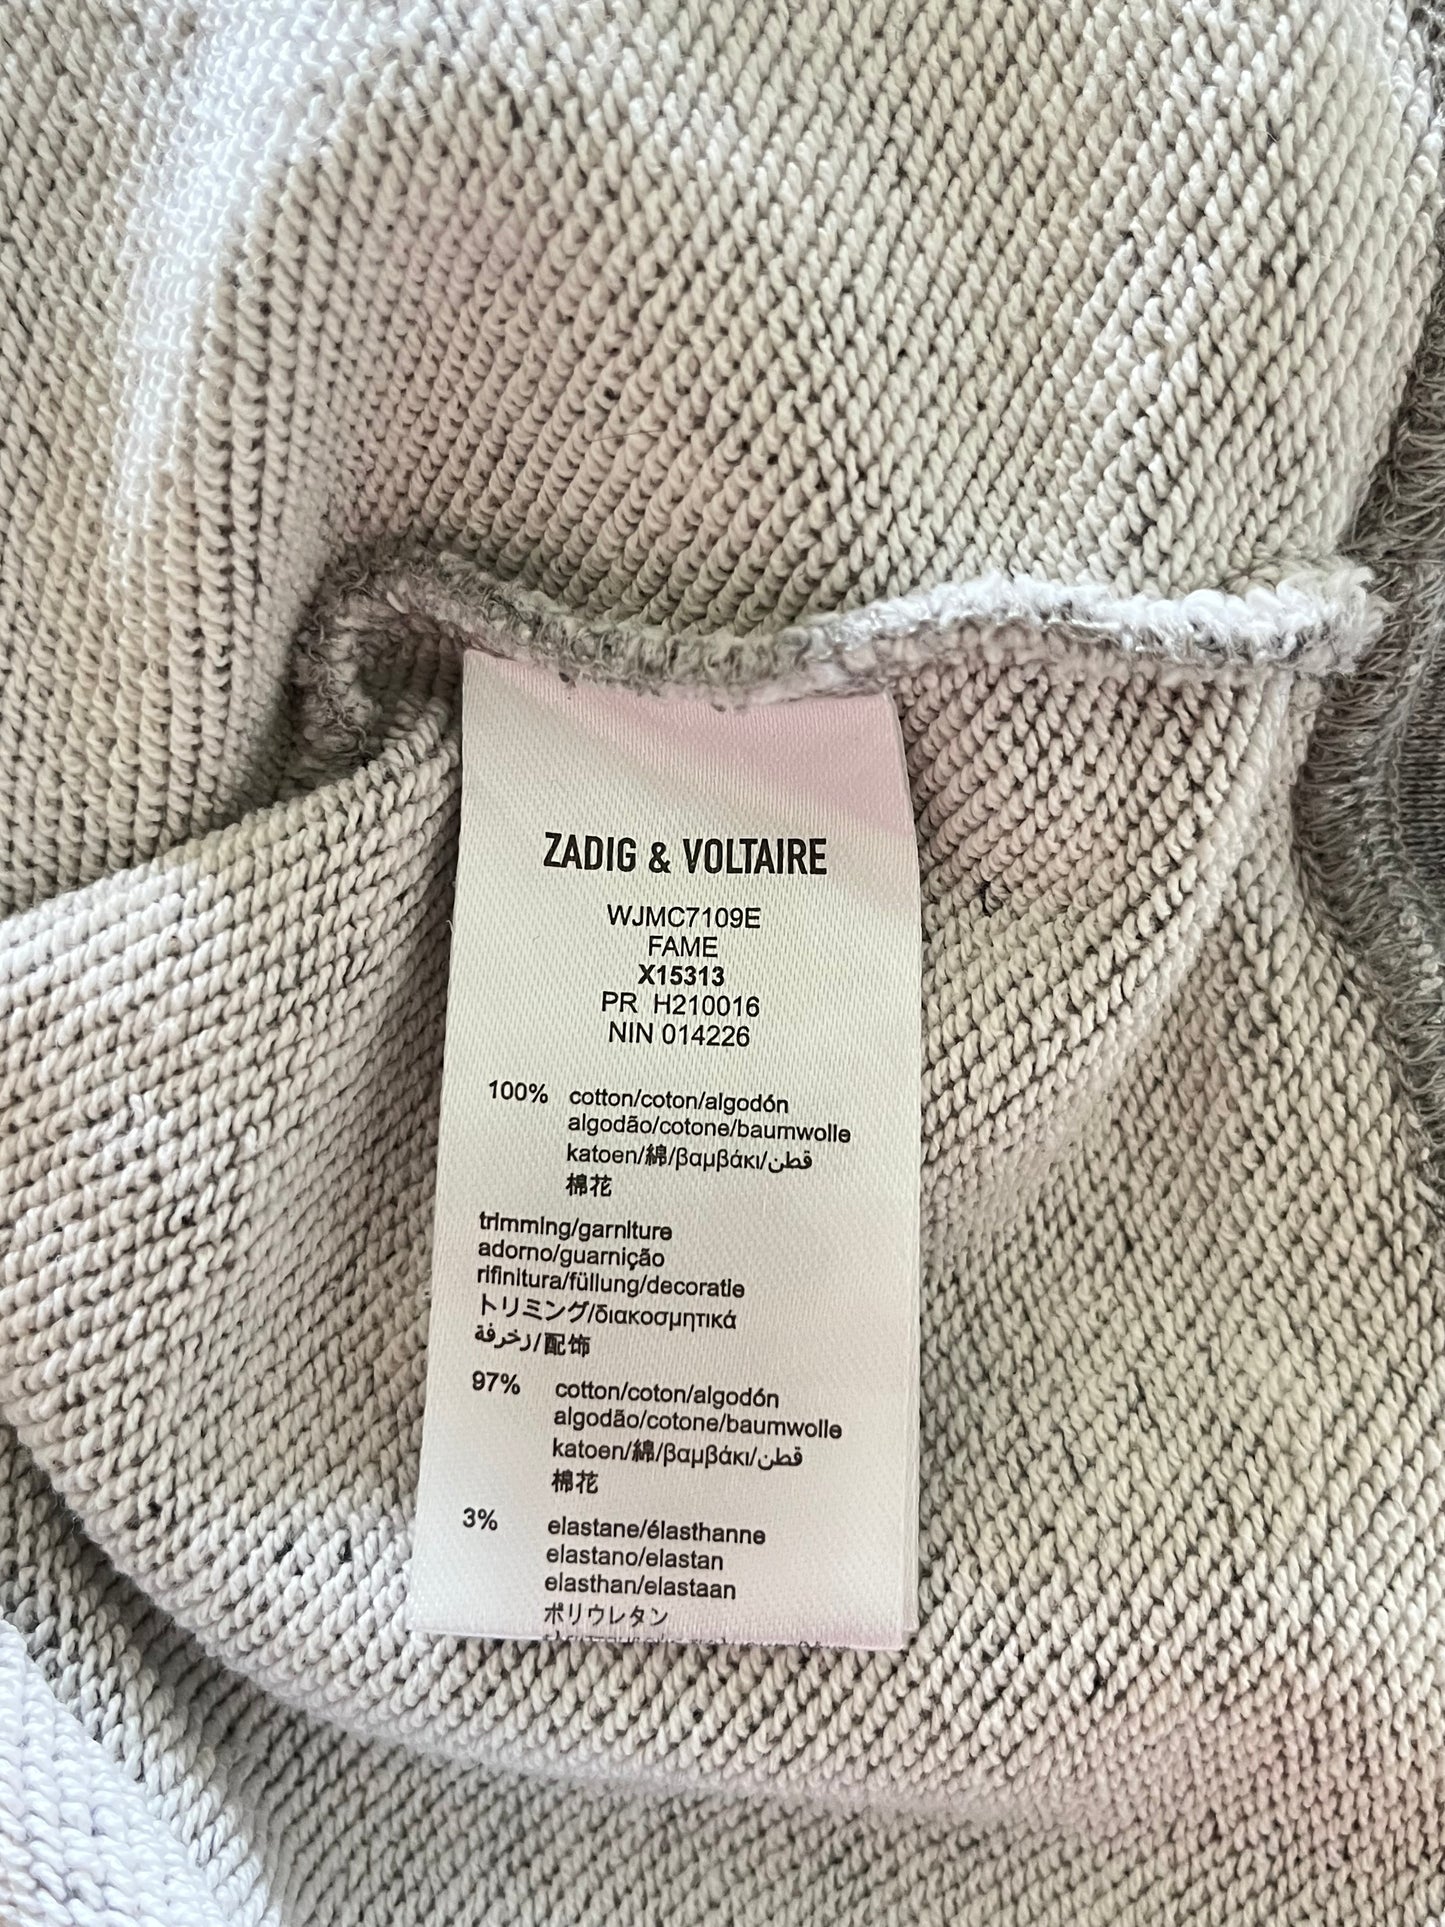 ZADIG & VOLTAIRE
WJMC7109E
FAME
X15313
PR H210016
NIN 014226
100% cotton/coton/algodón
algodão/cotone/baumwolle
katoen/綿/βαμβάκι/قطن
棉花
trimming/garniture
adorno/guarnição
rifinitura/füllung/decoratie
トリミング/διακοσμητικά
زخرفة/配饰
97% cotton/coton/algodón
algodão/cotone/baumwolle
katoen/綿/βαμβάκι/قطن
棉花
3% elastane/élasthanne
elastano/elastan
elasthan/elastaan
ポリウレタン